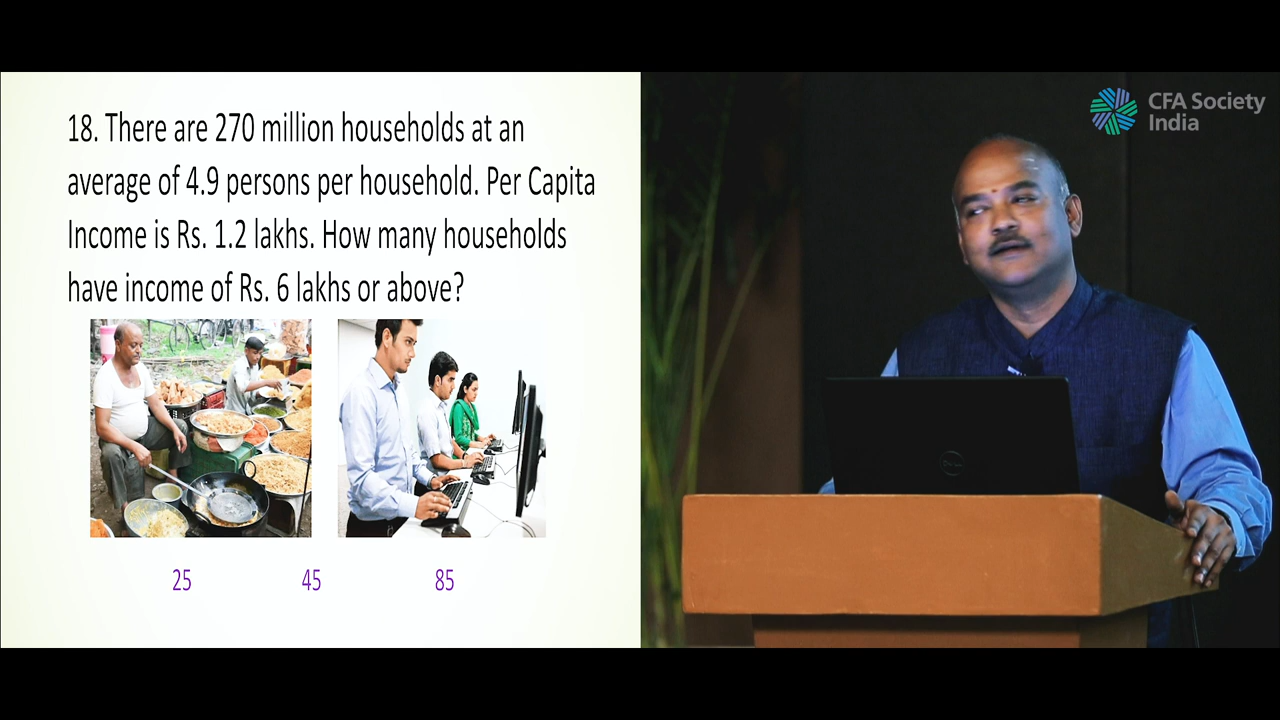 18. There are 270 million households at an
average of 4.9 persons per household. Per Capita
Income is Rs. 1.2 lakhs. How many households
have income of Rs. 6 lakhs or above?
25 45 85
CFA Society
India